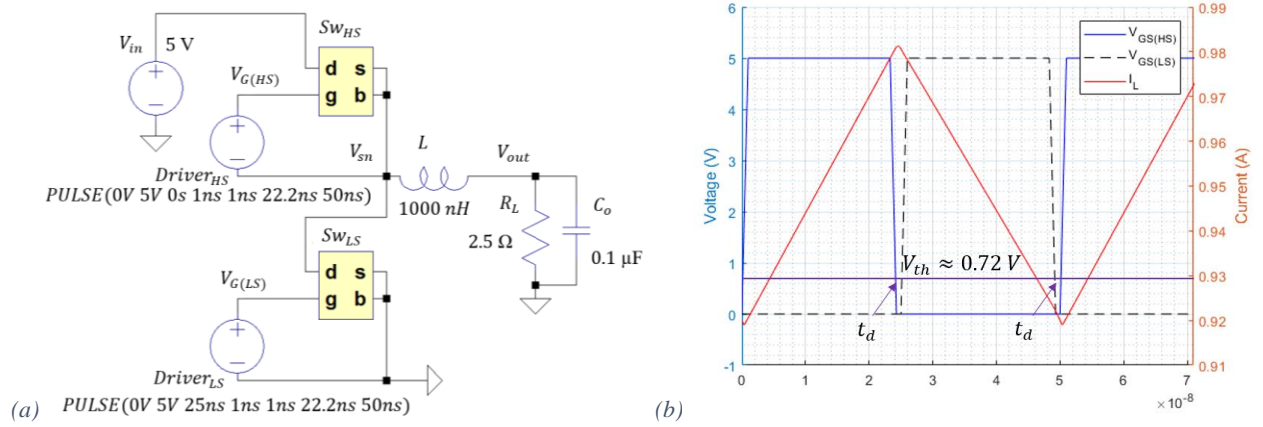 Sw_HS
V_in
5 V
d s
g b
V_G(HS)
Driver_HS
PULSE(0V 5V 0s 1ns 1ns 22.2ns 50ns)
V_sn
L
1000 nH
V_out
R_L
2.5 Ω
C_o
0.1 μF
Sw_LS
d s
g b
V_G(LS)
Driver_LS
PULSE(0V 5V 25ns 1ns 1ns 22.2ns 50ns)
(a)
(b)
Voltage (V)
6
5
4
3
2
1
0
-1
V_GS(HS)
V_GS(LS)
I_L
V_th ≈ 0.72 V
t_d
t_d
0 1 2 3 4 5 6 7
×10^-8
0.99
0.98
0.97
0.96
0.95
0.94
0.93
0.92
0.91
Current (A)